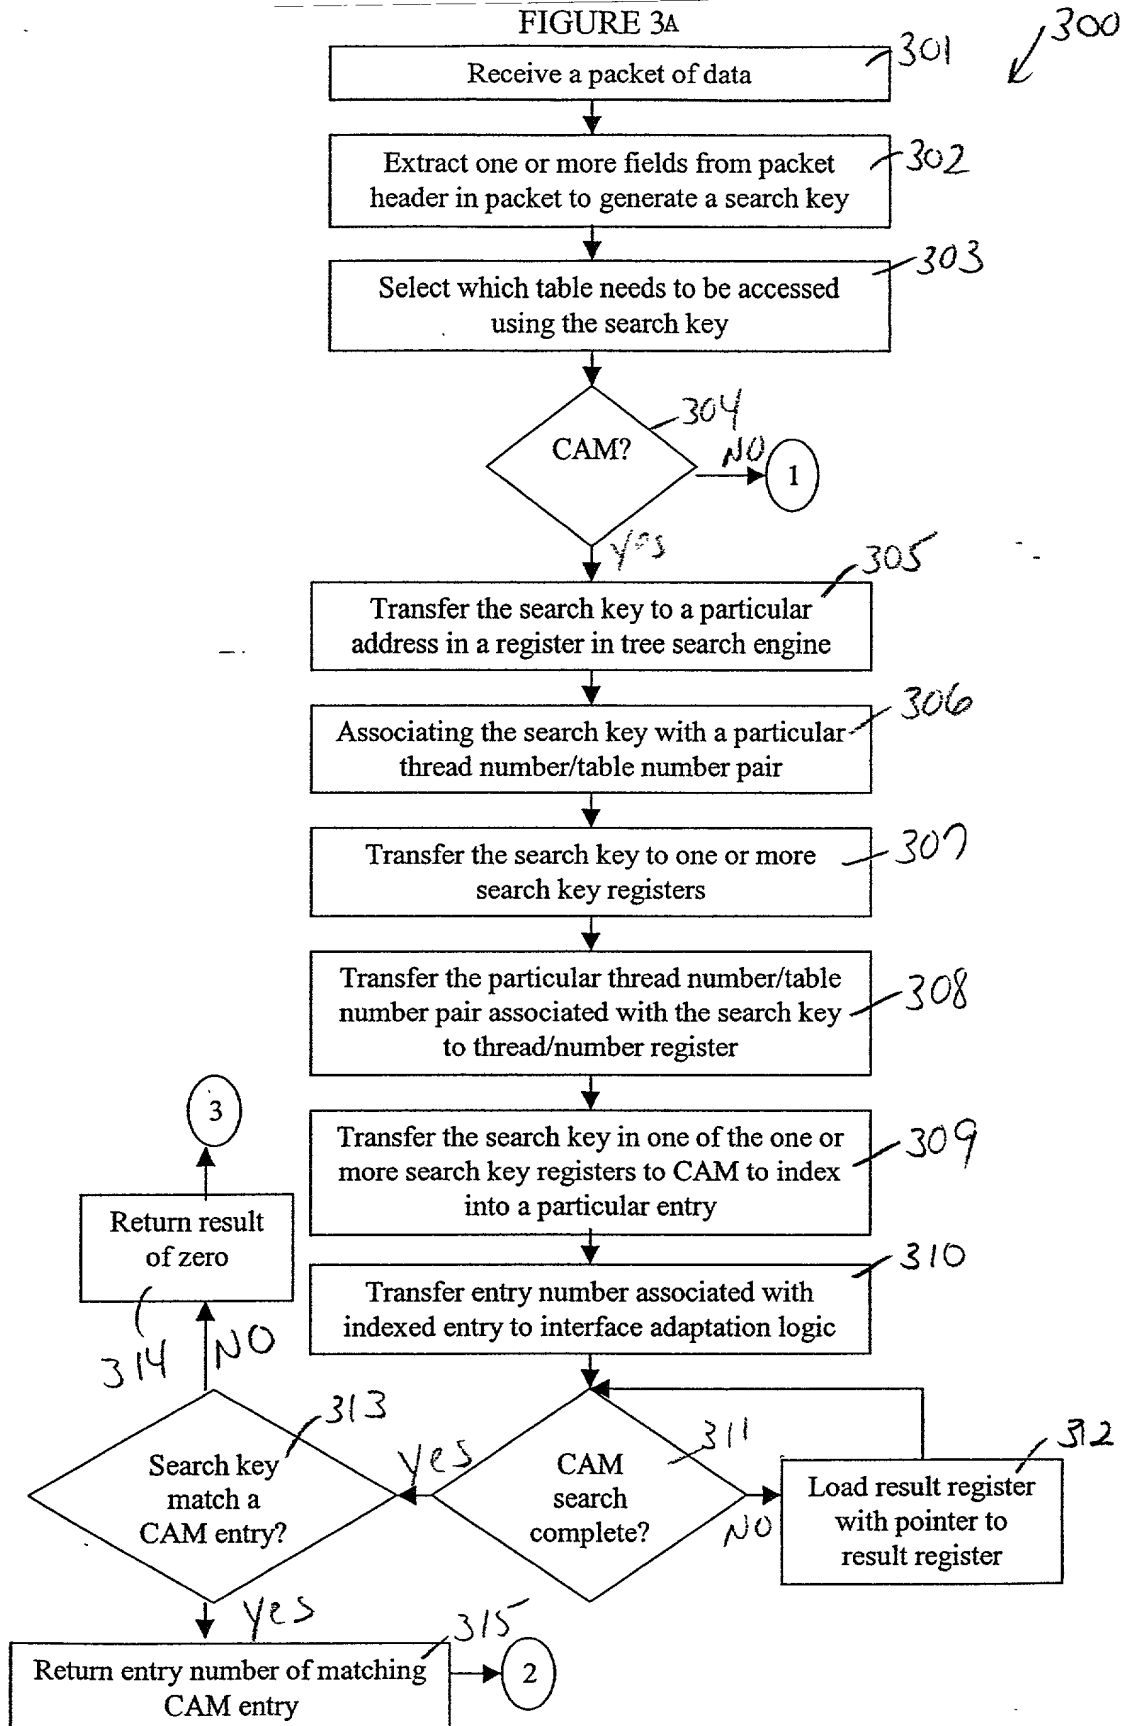 FIGURE 3A
300
301
Receive a packet of data
302
Extract one or more fields from packet
header in packet to generate a search key
303
Select which table needs to be accessed
using the search key
304
CAM?
NO
1
yes
305
Transfer the search key to a particular
address in a register in tree search engine
306
Associating the search key with a particular
thread number/table number pair
307
Transfer the search key to one or more
search key registers
308
Transfer the particular thread number/table
number pair associated with the search key
to thread/number register
309
Transfer the search key in one of the one or
more search key registers to CAM to index
into a particular entry
310
Transfer entry number associated with
indexed entry to interface adaptation logic
311
CAM
search
complete?
NO
312
Load result register
with pointer to
result register
yes
313
Search key
match a
CAM entry?
NO
314
Return result
of zero
3
yes
315
Return entry number of matching
CAM entry
2